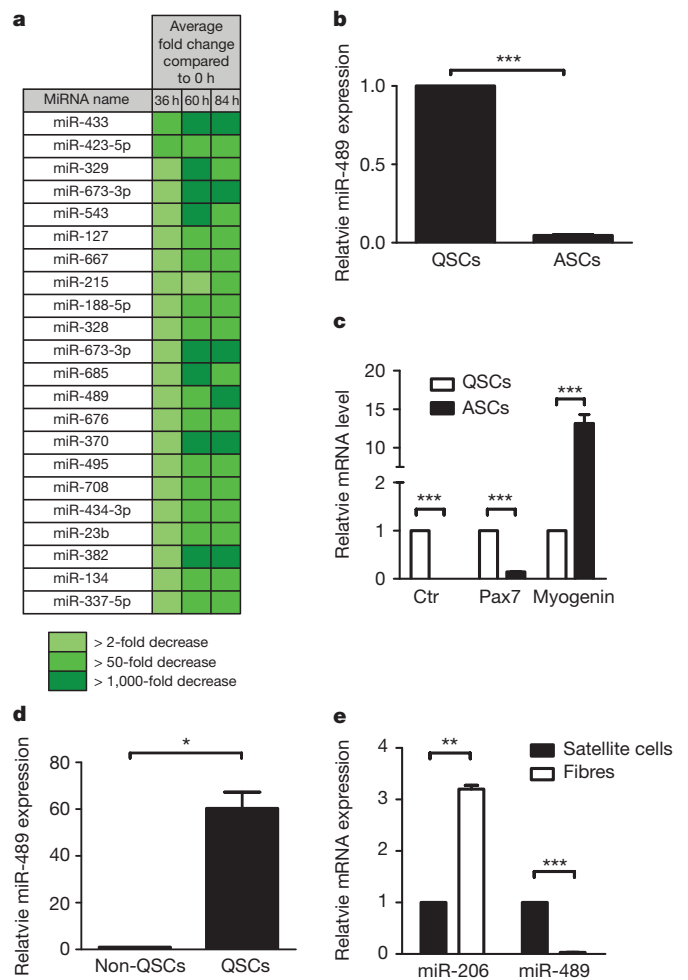 a
Average
fold change
compared
to 0 h
MiRNA name 36 h 60 h 84 h
miR-433
miR-423-5p
miR-329
miR-673-3p
miR-543
miR-127
miR-667
miR-215
miR-188-5p
miR-328
miR-673-3p
miR-685
miR-489
miR-676
miR-370
miR-495
miR-708
miR-434-3p
miR-23b
miR-382
miR-134
miR-337-5p
> 2-fold decrease
> 50-fold decrease
> 1,000-fold decrease
b
Relatvie miR-489 expression
1.0
0.5
0.0
***
QSCs ASCs
c
Relatvie mRNA level
20
15
10
5
2
1
0
QSCs
ASCs
*** *** ***
Ctr Pax7 Myogenin
d
Relatvie miR-489 expression
80
60
40
20
0
*
Non-QSCs QSCs
e
Relatvie mRNA expression
4
3
2
1
0
Satellite cells
Fibres
** ***
miR-206 miR-489